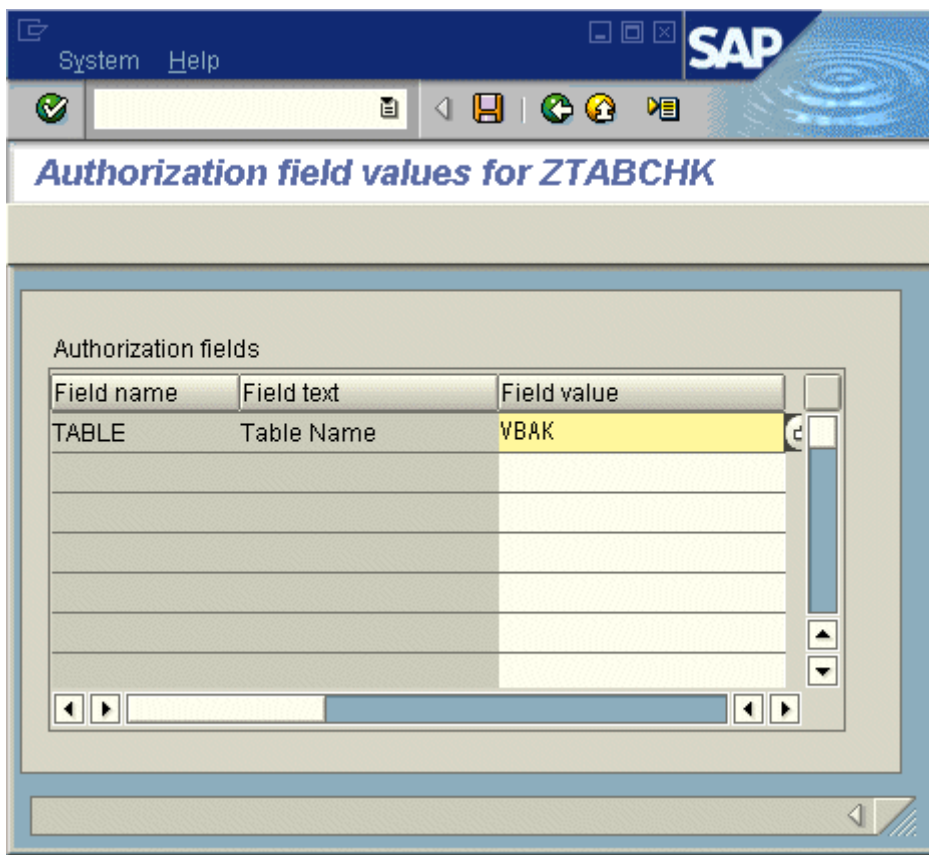 System Help
SAP
Authorization field values for ZTABCHK
Authorization fields
Field name Field text Field value
TABLE Table Name VBAK